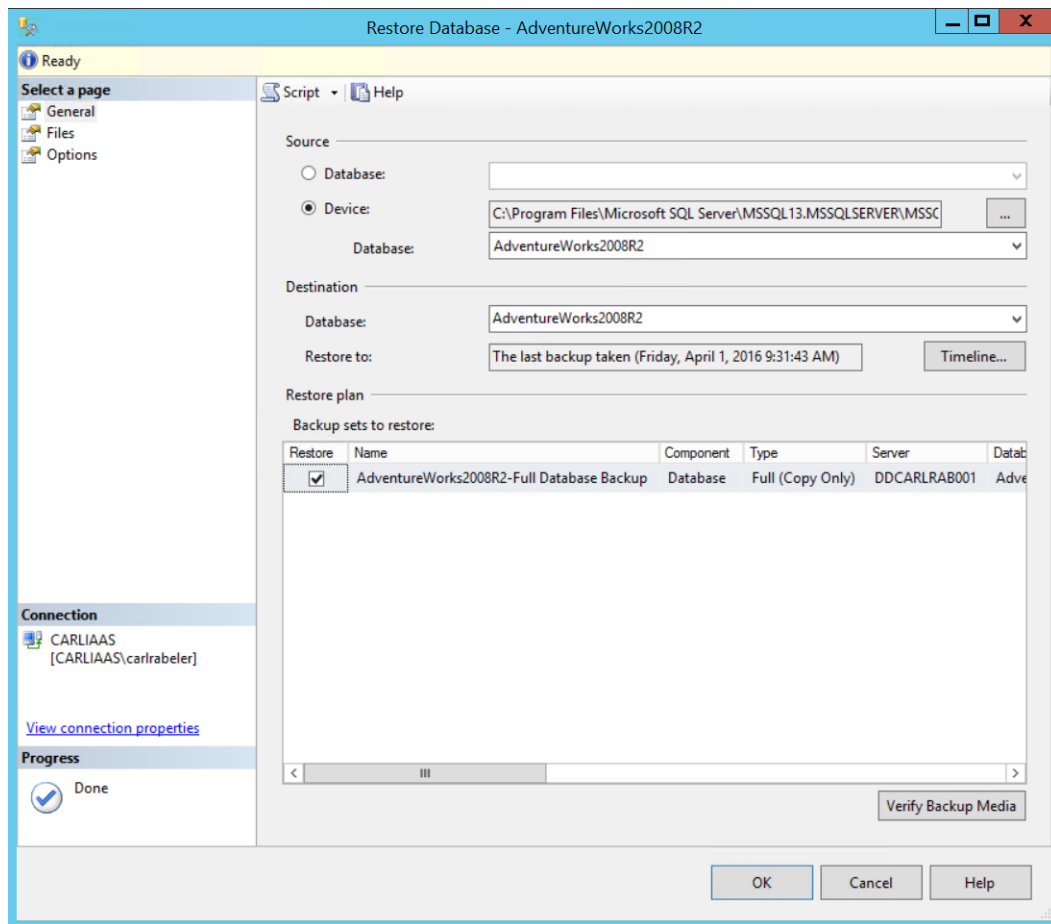 Restore Database - AdventureWorks2008R2
X
Ready
Select a page
General
Files
Options
Script
Help
Source
Database:
Device:
C:\Program Files\Microsoft SQL Server\MSSQL13.MSSQLSERVER\MSSC
...
Database:
AdventureWorks2008R2
Destination
Database:
AdventureWorks2008R2
Restore to:
The last backup taken (Friday, April 1, 2016 9:31:43 AM)
Timeline...
Restore plan
Backup sets to restore:
Restore Name Component Type Server Datab
AdventureWorks2008R2-Full Database Backup Database Full (Copy Only) DDCARLRAB001 Adve
Connection
CARLIAAS
[CARLIAAS\carlrabeler]
View connection properties
Progress
Done
Verify Backup Media
OK Cancel Help